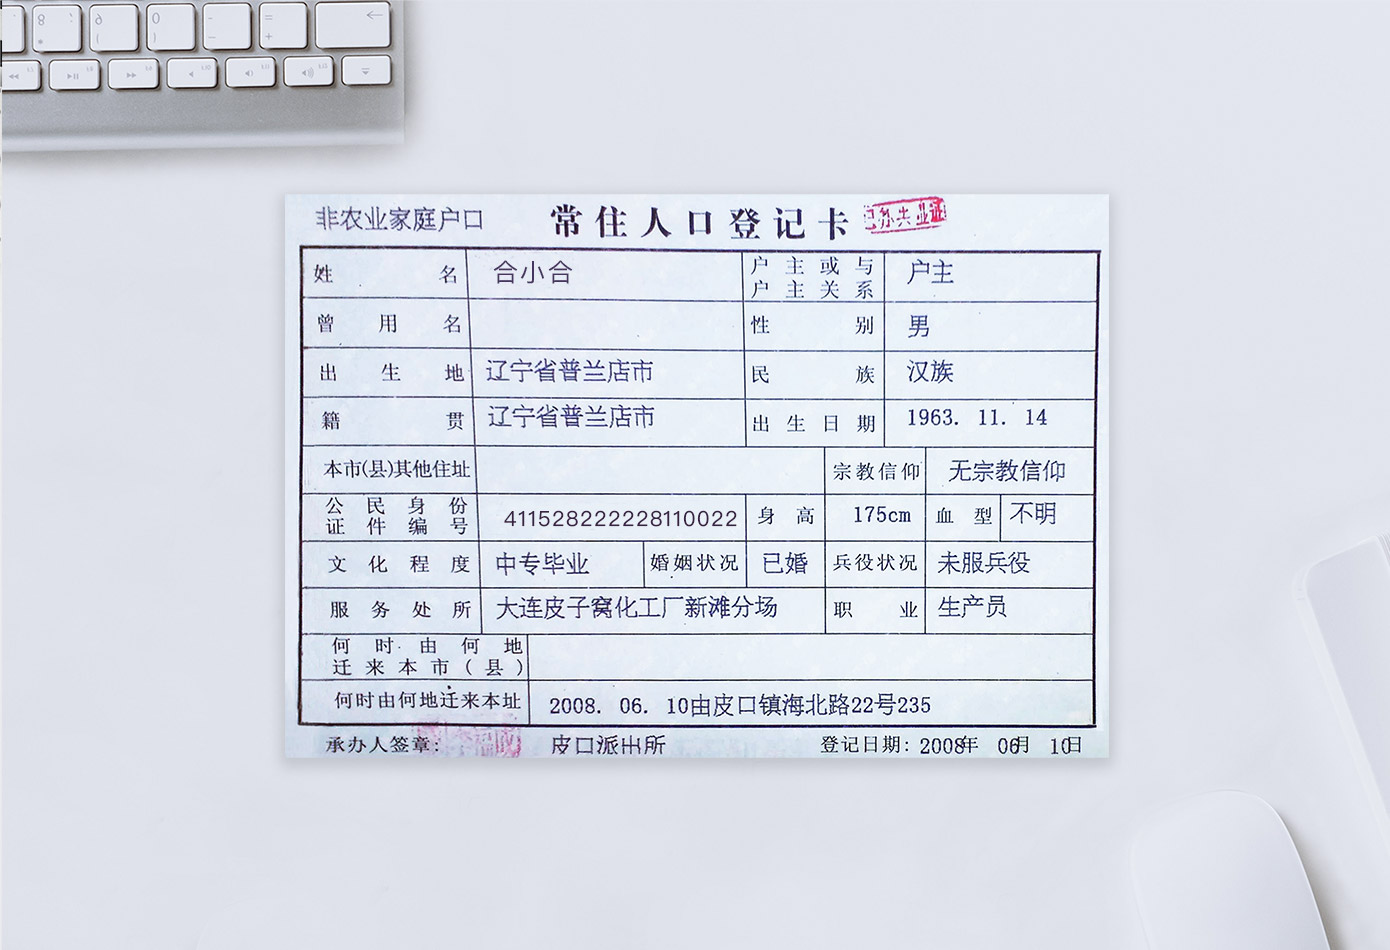 非农业家庭户口 常住人口登记卡
姓名 合小合 户主或与户主关系 户主
曾用名 性别 男
出生地 辽宁省普兰店市 民族 汉族
籍贯 辽宁省普兰店市 出生日期 1963. 11. 14
本市(县)其他住址 宗教信仰 无宗教信仰
公民身份证件编号 411528222228110022 身高 175cm 血型 不明
文化程度 中专毕业 婚姻状况 已婚 兵役状况 未服兵役
服务处所 大连皮子窝化工厂新滩分场 职业 生产员
何时由何地迁来本市(县)
何时由何地迁来本址 2008. 06. 10由皮口镇海北路22号235
承办人签章: 皮口派出所 登记日期: 2008年 06月 10日